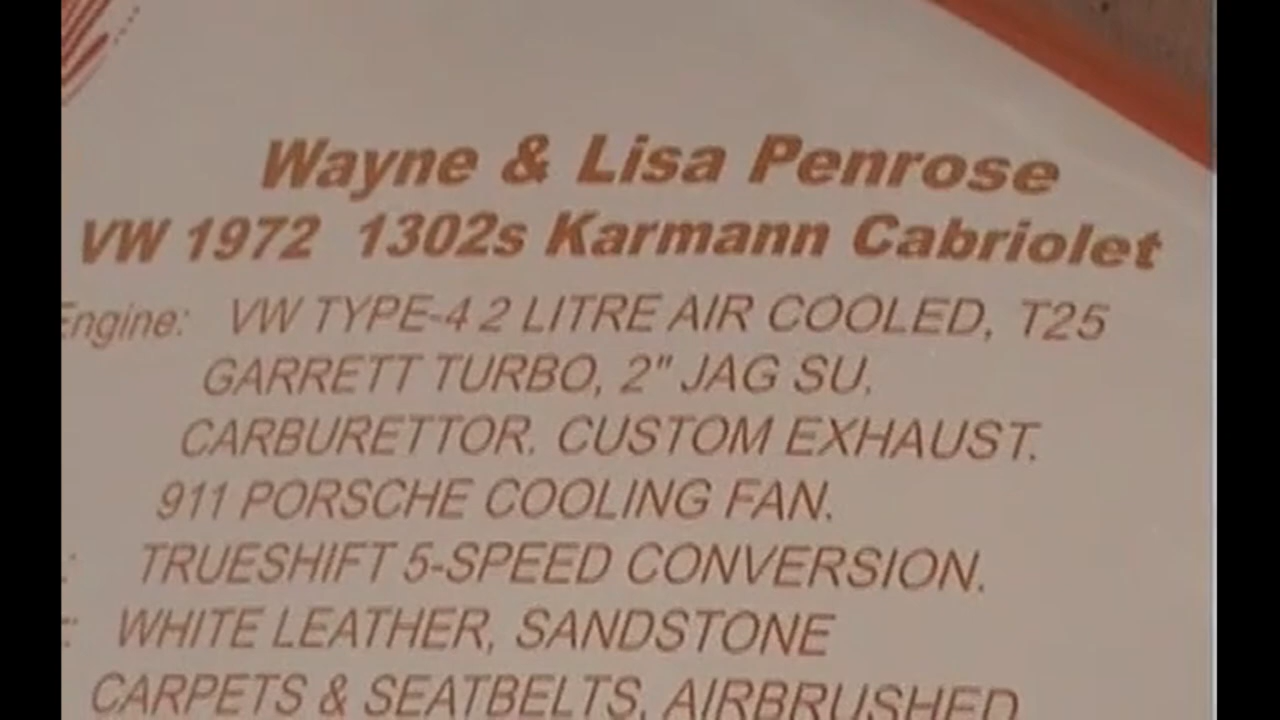 Wayne & Lisa Penrose
VW 1972 1302s Karmann Cabriolet
Engine: VW TYPE-4 2 LITRE AIR COOLED, T25
GARRETT TURBO, 2" JAG SU.
CARBURETTOR. CUSTOM EXHAUST.
911 PORSCHE COOLING FAN.
: TRUESHIFT 5-SPEED CONVERSION.
: WHITE LEATHER, SANDSTONE
CARPETS & SEATBELTS, AIRBRUSHED